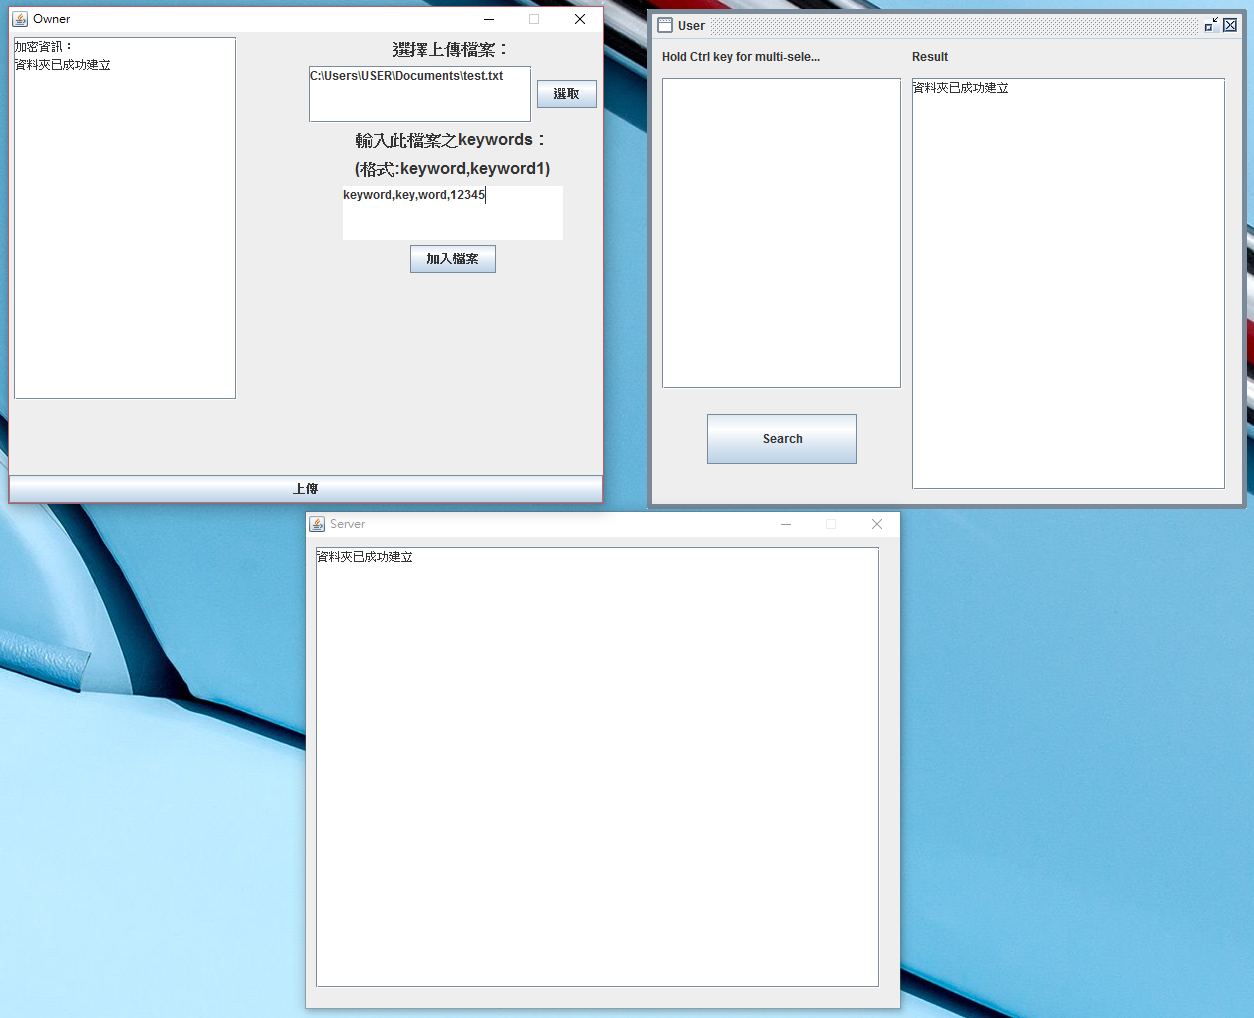 Owner
加密資訊：
資料夾已成功建立
選擇上傳檔案：
C:\Users\USER\Documents\test.txt
選取
輸入此檔案之keywords：
(格式:keyword,keyword1)
keyword,key,word,12345
加入檔案
上傳
User
Hold Ctrl key for multi-sele...
Result
資料夾已成功建立
Search
Server
資料夾已成功建立